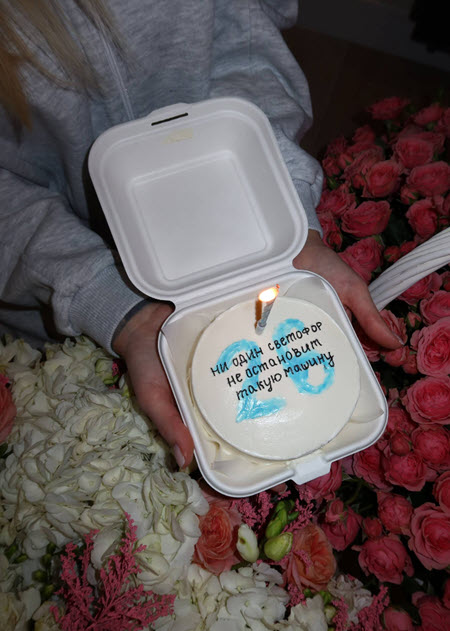 ни один светофор
не остановит
такую машину
20